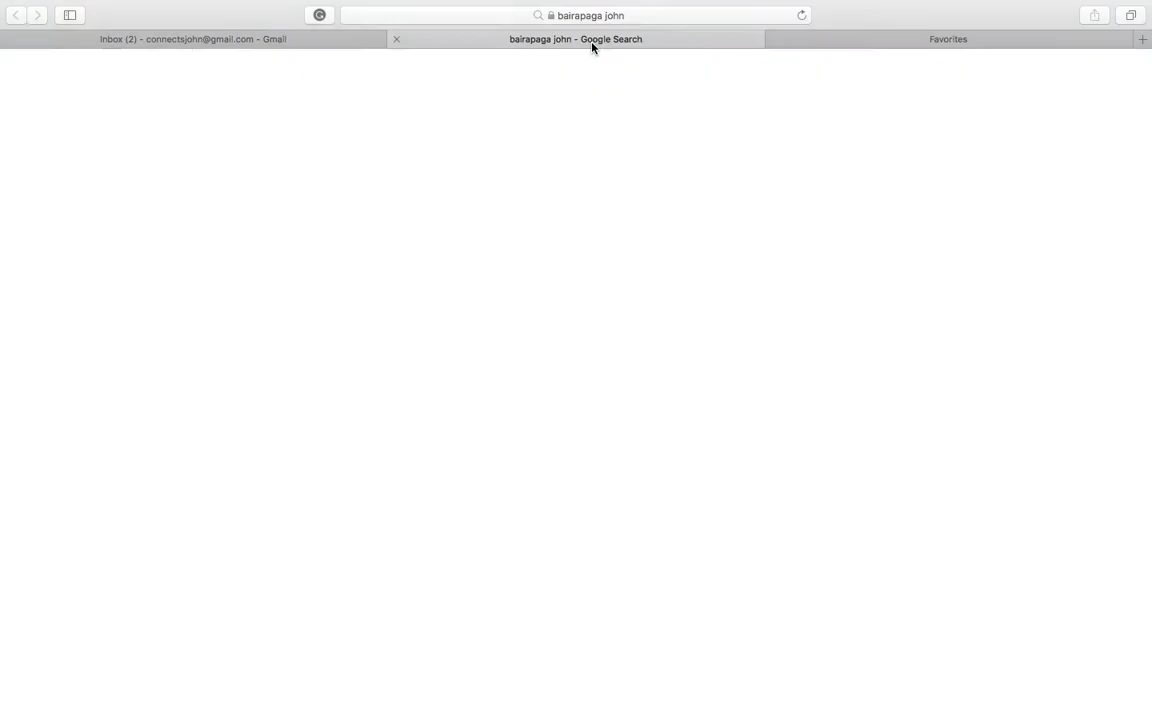 bairapaga john
Inbox (2) - connectsjohn@gmail.com - Gmail
bairapaga john - Google Search
Favorites